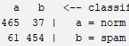 a b <-- classif
465 37 | a = norm
61 454 | b = spam